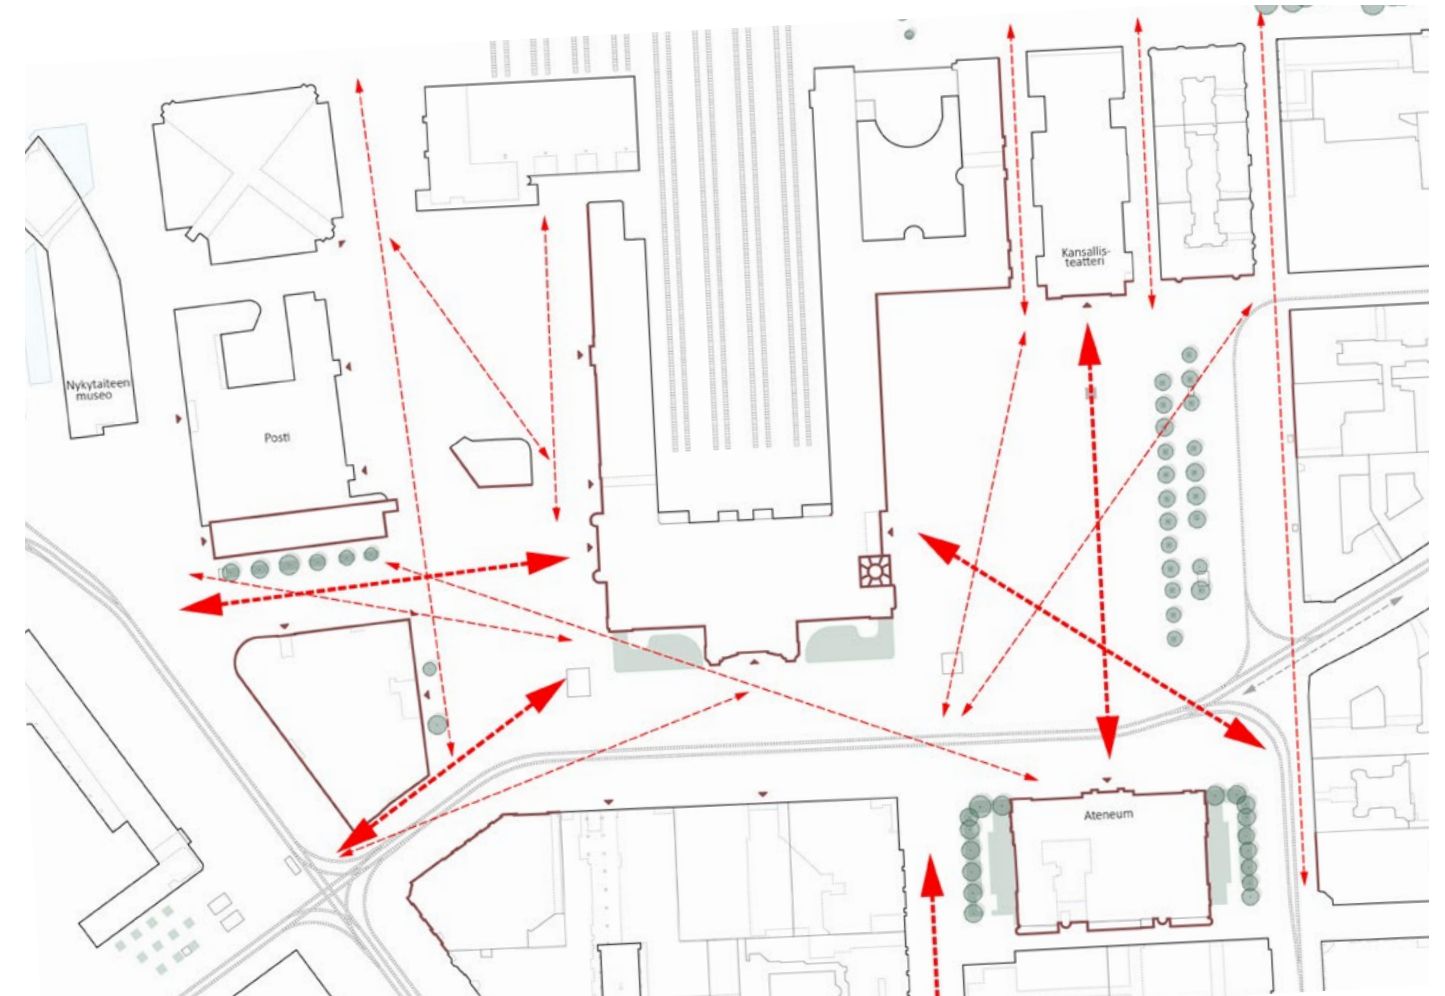 Kansallis-
teatteri
Nykytaiteen
museo
Posti
Ateneum